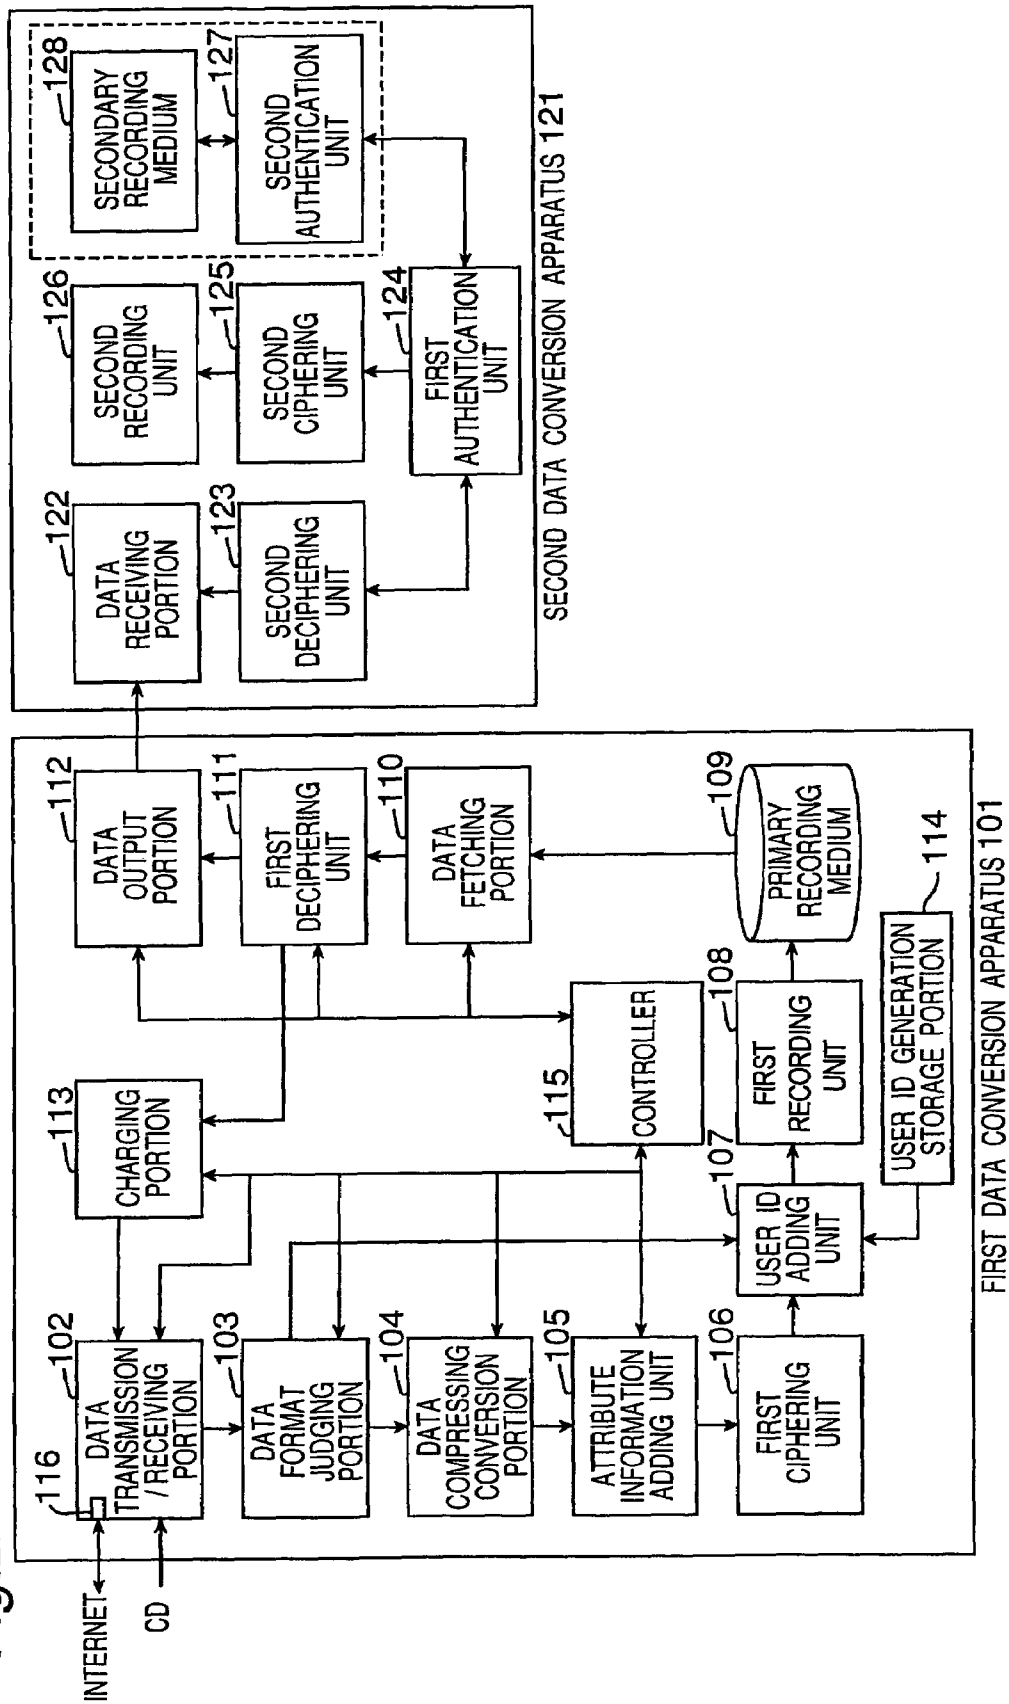 INTERNET
CD
116
102
DATA
TRANSMISSION
/RECEIVING
PORTION
103
DATA
FORMAT
JUDGING
PORTION
104
DATA
COMPRESSING
CONVERSION
PORTION
105
ATTRIBUTE
INFORMATION
ADDING UNIT
106
FIRST
CIPHERING
UNIT
113
CHARGING
PORTION
115
CONTROLLER
107
USER ID
ADDING
UNIT
108
FIRST
RECORDING
UNIT
USER ID GENERATION
STORAGE PORTION
114
112
DATA
OUTPUT
PORTION
111
FIRST
DECIPHERING
UNIT
110
DATA
FETCHING
PORTION
109
PRIMARY
RECORDING
MEDIUM
FIRST DATA CONVERSION APPARATUS 101
122
DATA
RECEIVING
PORTION
123
SECOND
DECIPHERING
UNIT
126
SECOND
RECORDING
UNIT
125
SECOND
CIPHERING
UNIT
124
FIRST
AUTHENTICATION
UNIT
128
SECONDARY
RECORDING
MEDIUM
127
SECOND
AUTHENTICATION
UNIT
SECOND DATA CONVERSION APPARATUS 121